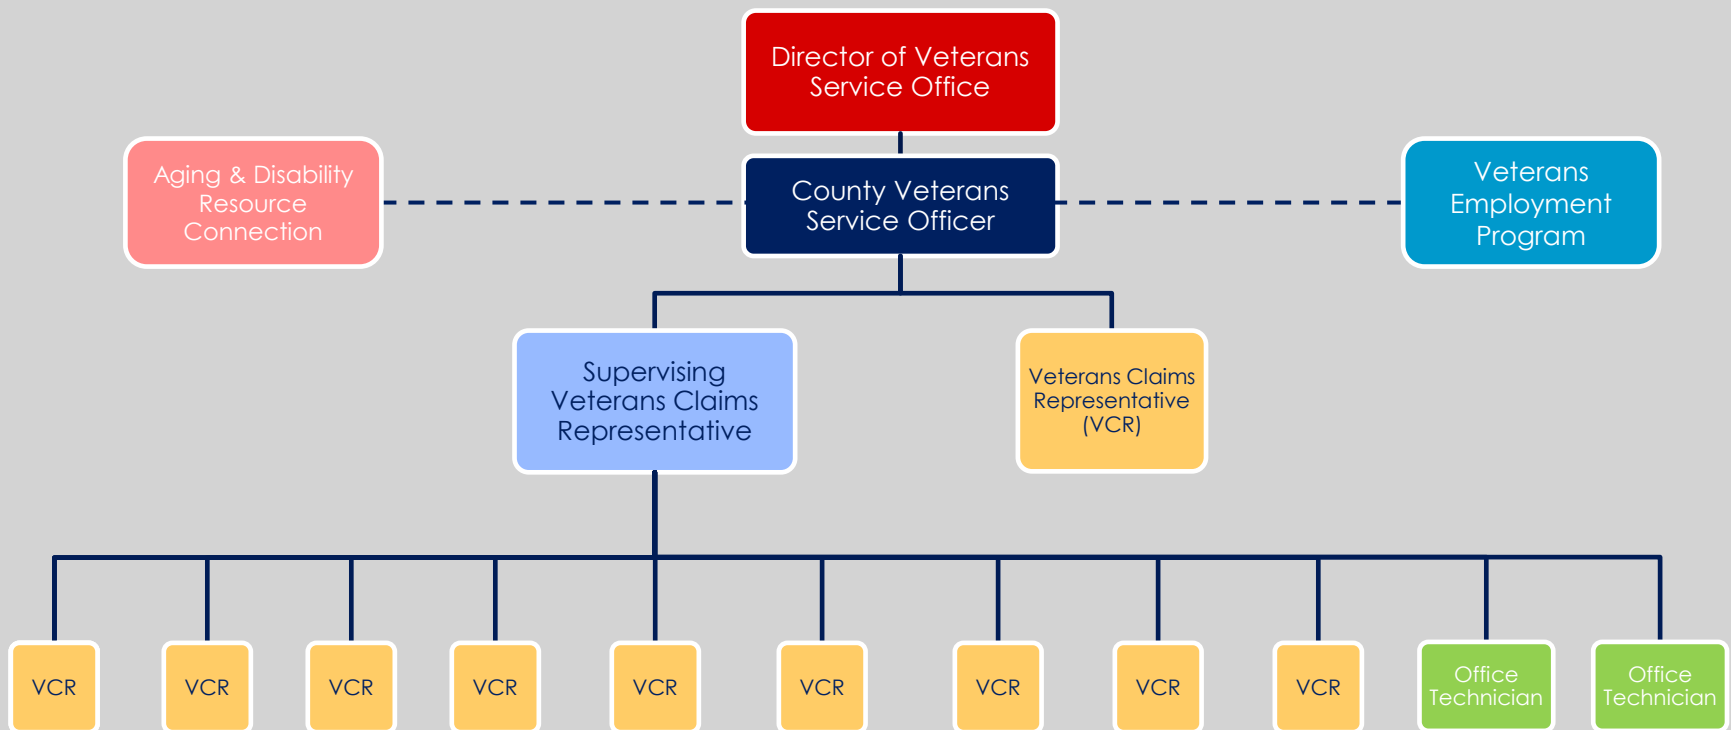 Director of Veterans
Service Office
Aging & Disability
Resource
Connection
County Veterans
Service Officer
Veterans
Employment
Program
Supervising
Veterans Claims
Representative
Veterans Claims
Representative
(VCR)
VCR
VCR
VCR
VCR
VCR
VCR
VCR
VCR
VCR
Office
Technician
Office
Technician